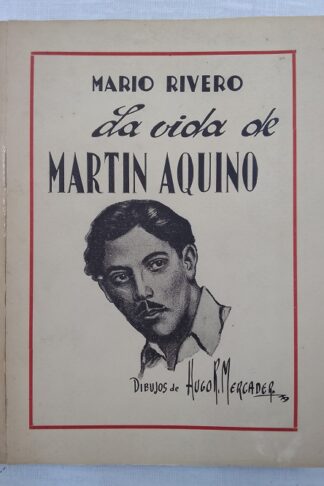 MARIO RIVERO
La vida de
MARTIN AQUINO
DIBUJOS de HUGO R. MERCADER